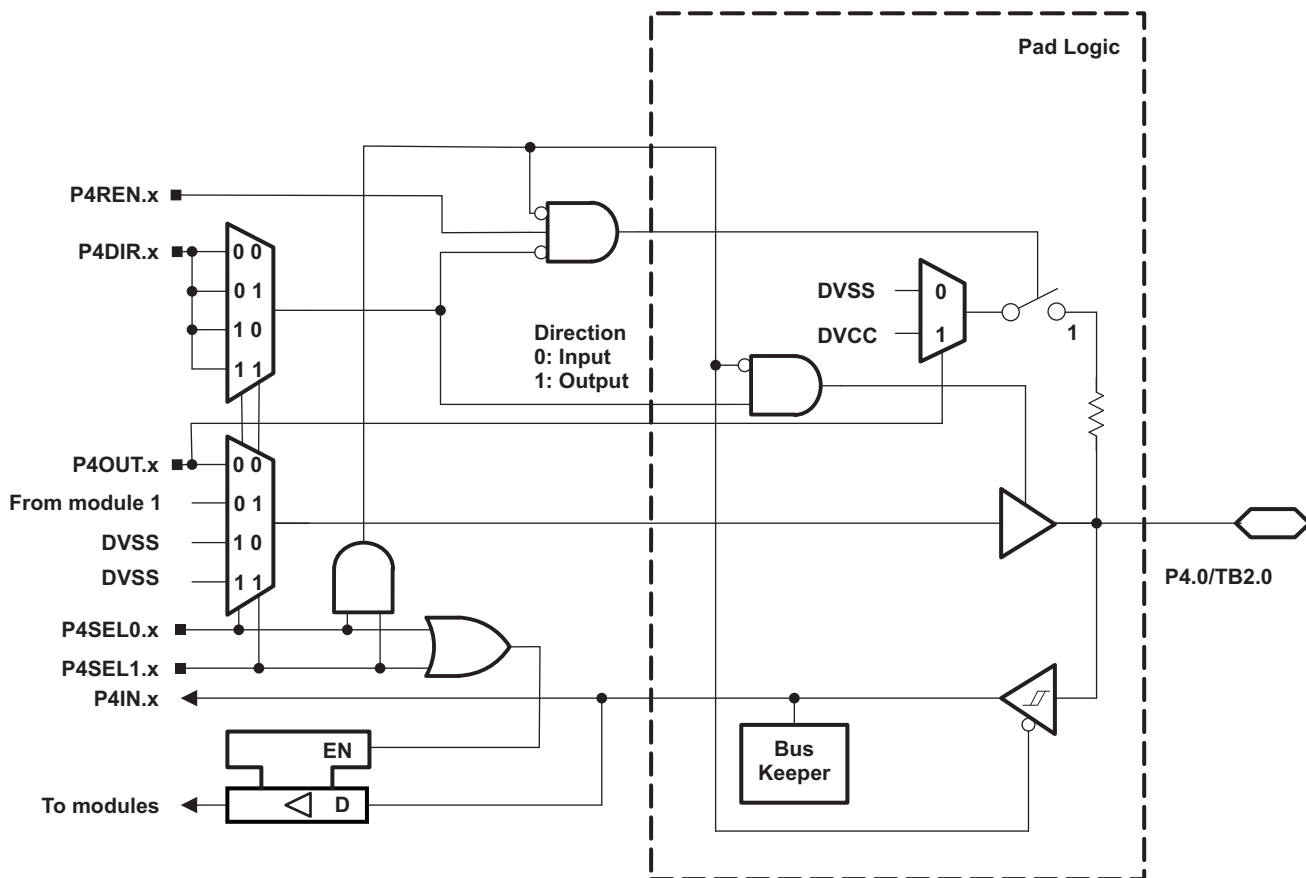 Pad Logic
P4REN.x
P4DIR.x
0 0
0 1
1 0
1 1
Direction
0: Input
1: Output
DVSS
DVCC
0
1
1
P4OUT.x
From module 1
DVSS
DVSS
0 0
0 1
1 0
1 1
P4.0/TB2.0
P4SEL0.x
P4SEL1.x
P4IN.x
EN
D
To modules
Bus
Keeper